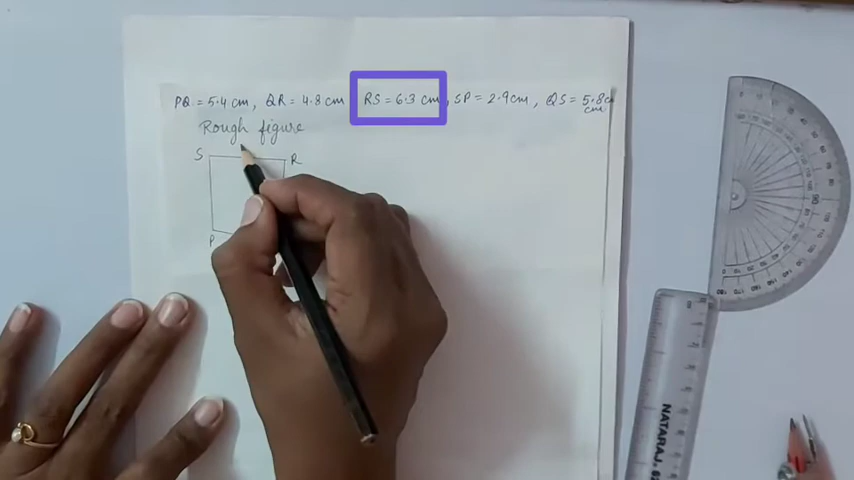 PQ = 5.4 cm, QR = 4.8 cm RS = 6.3 cm, SP = 2.9 cm, QS = 5.8 cm
Rough figure
S R
P
NATARAJ